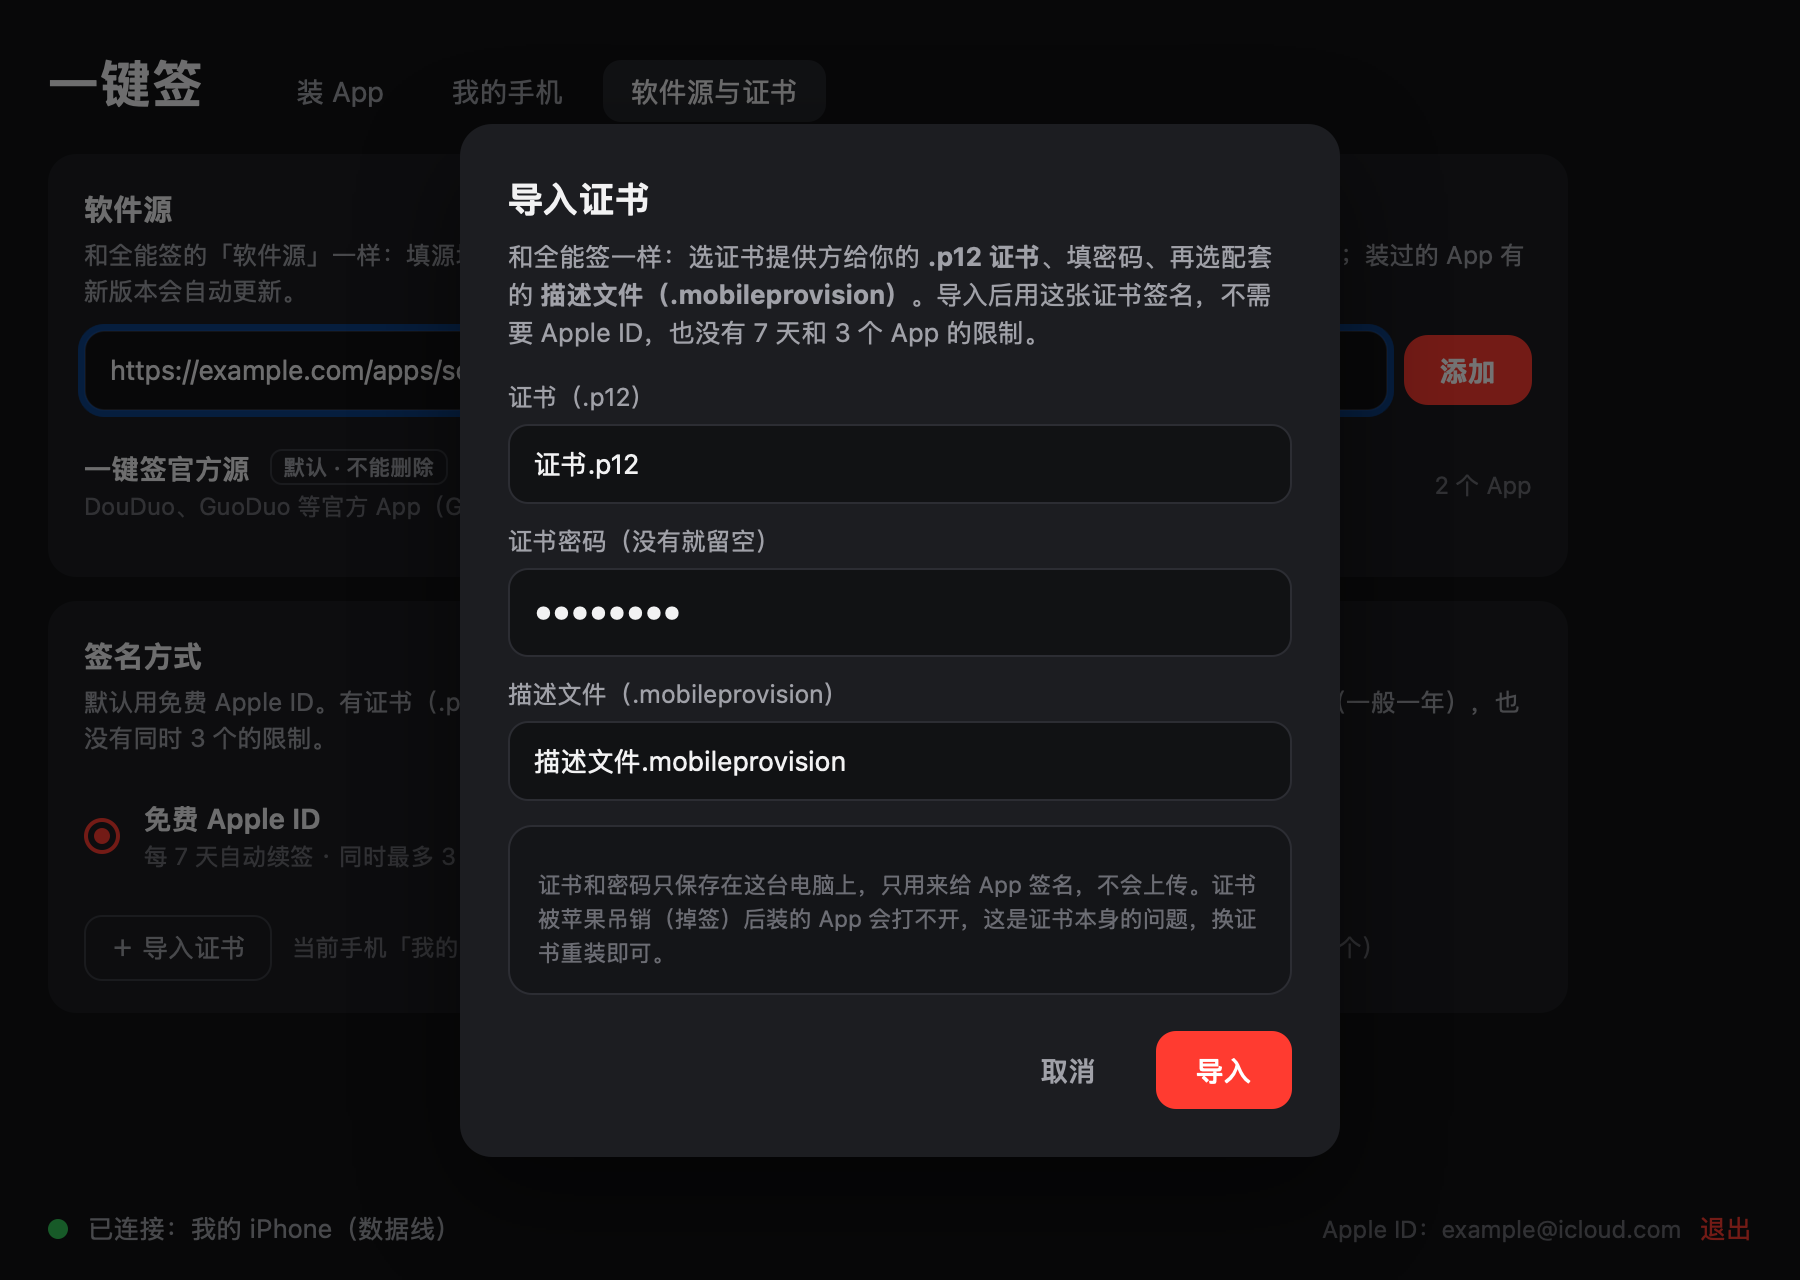 一键签
装 App
我的手机
软件源与证书
软件源
和全能签的「软件源」一样：填源
；装过的 App 有
新版本会自动更新。
https://example.com/apps/s
添加
一键签官方源
默认 · 不能删除
DouDuo、GuoDuo 等官方 App（G
2 个 App
签名方式
默认用免费 Apple ID。有证书（.p
（一般一年），也
没有同时 3 个的限制。
免费 Apple ID
每 7 天自动续签 · 同时最多 3
+ 导入证书
当前手机「我的
个）
导入证书
和全能签一样：选证书提供方给你的 .p12 证书、填密码、再选配套
的 描述文件（.mobileprovision）。导入后用这张证书签名，不需
要 Apple ID，也没有 7 天和 3 个 App 的限制。
证书（.p12）
证书.p12
证书密码（没有就留空）
●●●●●●●●
描述文件（.mobileprovision）
描述文件.mobileprovision
证书和密码只保存在这台电脑上，只用来给 App 签名，不会上传。证书
被苹果吊销（掉签）后装的 App 会打不开，这是证书本身的问题，换证
书重装即可。
取消
导入
已连接：我的 iPhone（数据线）
Apple ID：example@icloud.com
退出